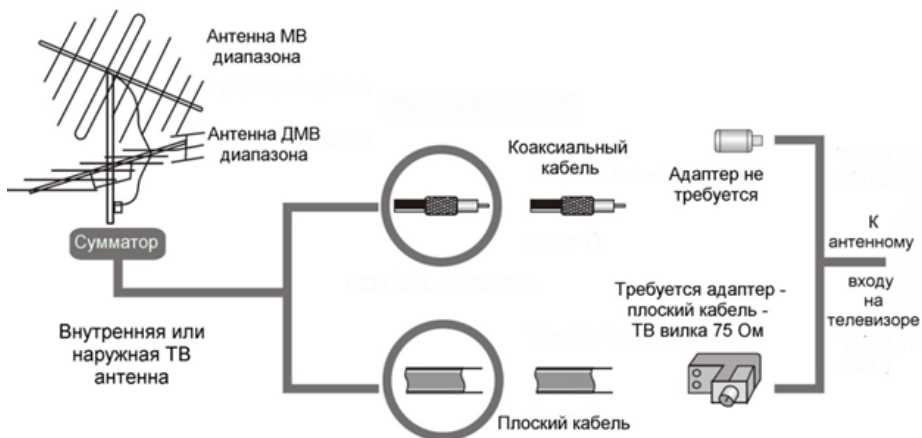 Антенна МВ
диапазона
Антенна ДМВ
диапазона
Сумматор
Внутренняя или
наружная ТВ
антенна
Коаксиальный
кабель
Плоский кабель
Адаптер не
требуется
Требуется адаптер -
плоский кабель -
ТВ вилка 75 Ом
К
антенному
входу
на
телевизоре